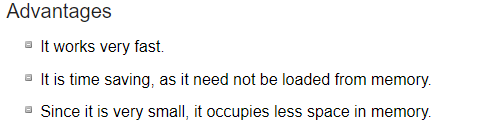 Advantages
It works very fast.
It is time saving, as it need not be loaded from memory.
Since it is very small, it occupies less space in memory.